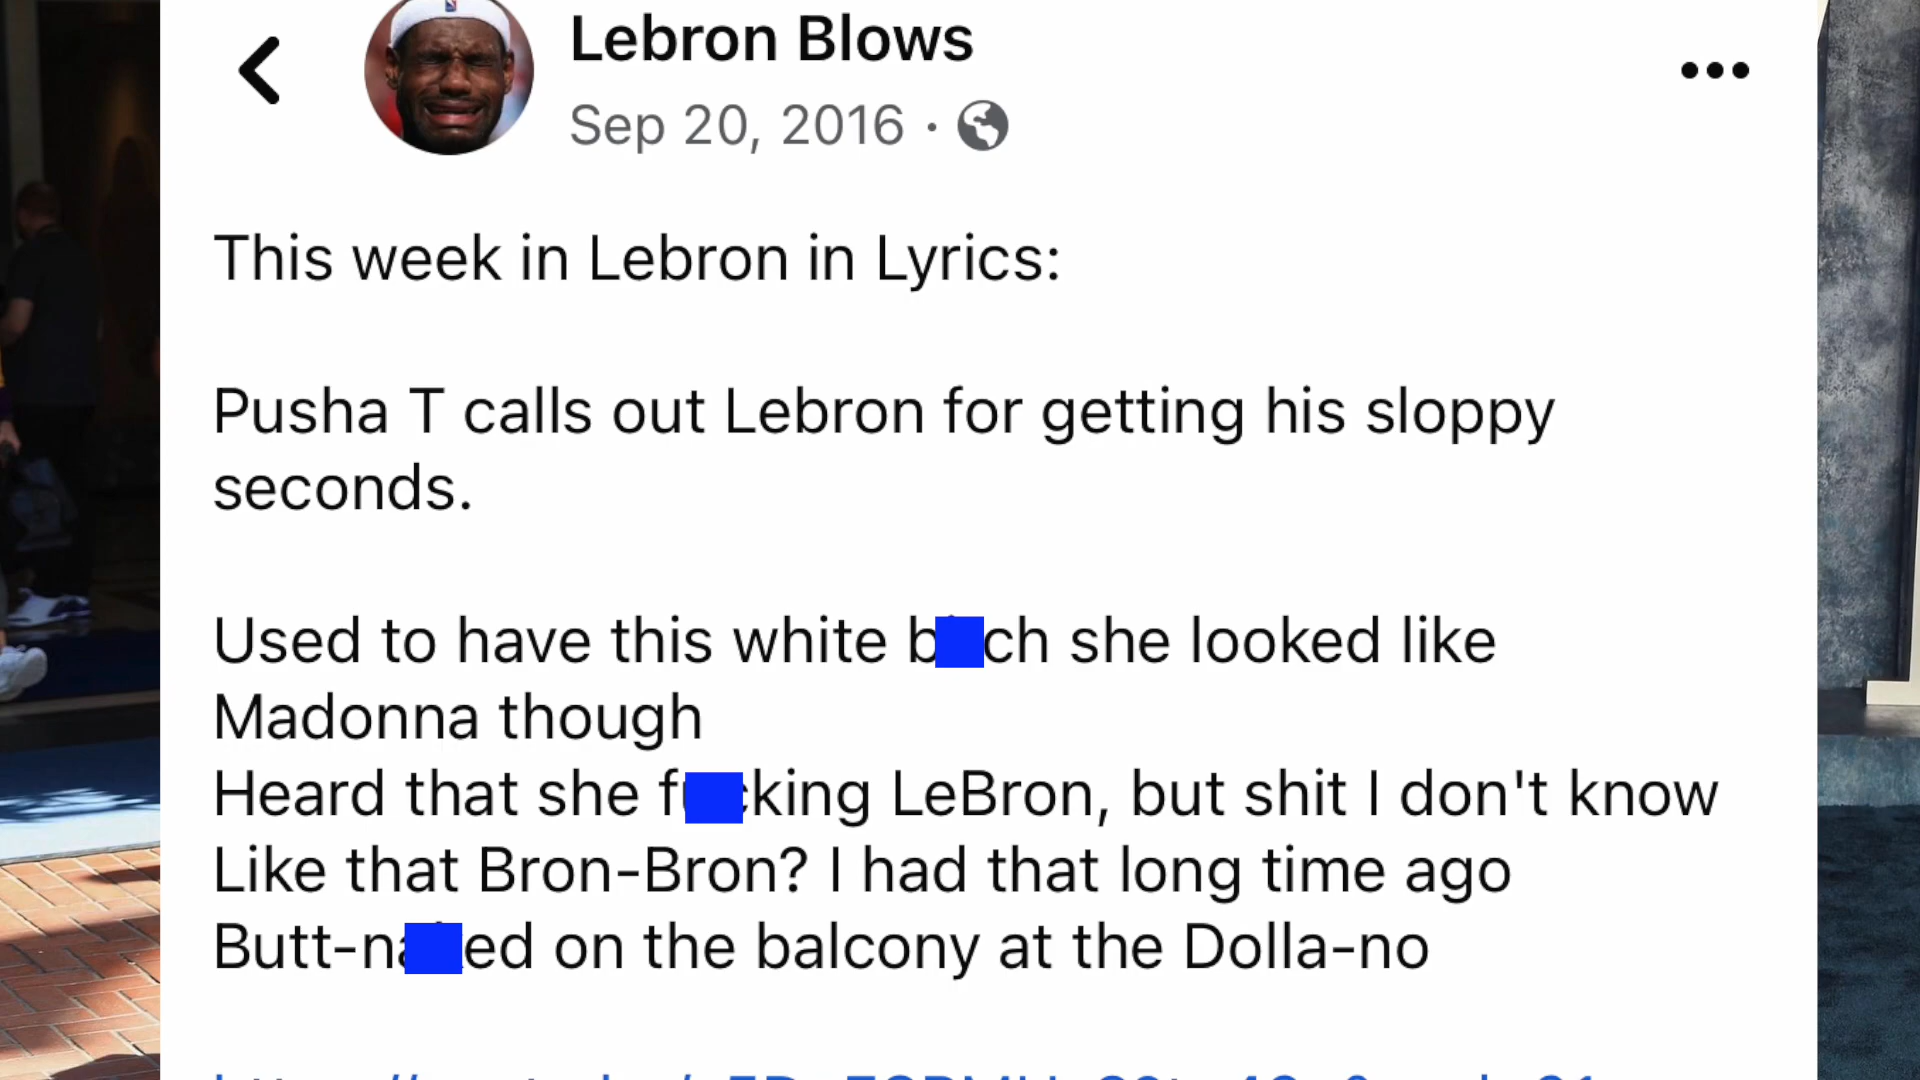 Lebron Blows
Sep 20, 2016 ·
This week in Lebron in Lyrics:
Pusha T calls out Lebron for getting his sloppy
seconds.
Used to have this white b ch she looked like
Madonna though
Heard that she f king LeBron, but shit I don't know
Like that Bron-Bron? I had that long time ago
Butt-na ed on the balcony at the Dolla-no